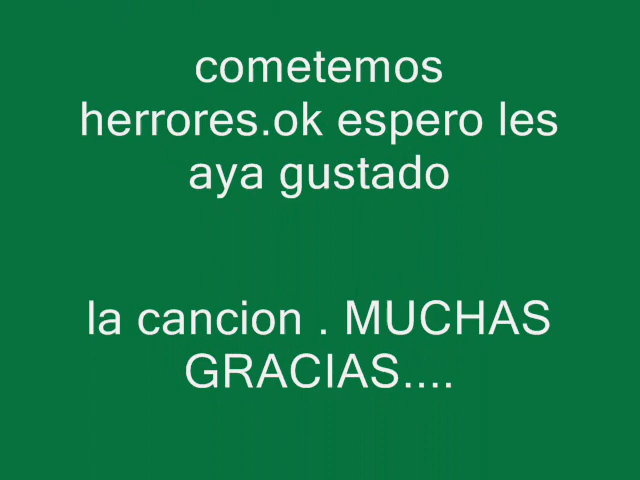 cometemos
herrores.ok espero les
aya gustado
la cancion . MUCHAS
GRACIAS....